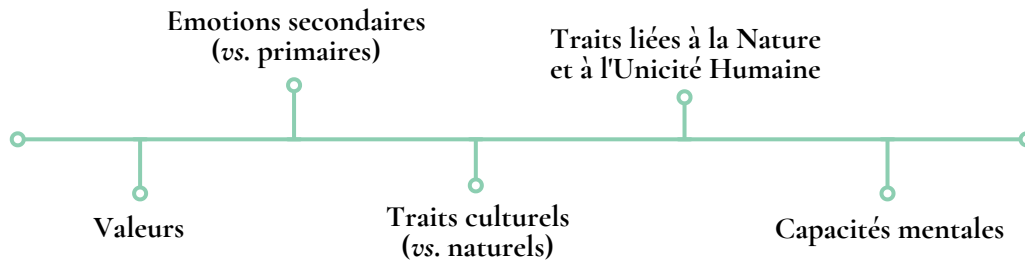 Emotions secondaires
(vs. primaires)
Traits liées à la Nature
et à l'Unicité Humaine
Valeurs
Traits culturels
(vs. naturels)
Capacités mentales